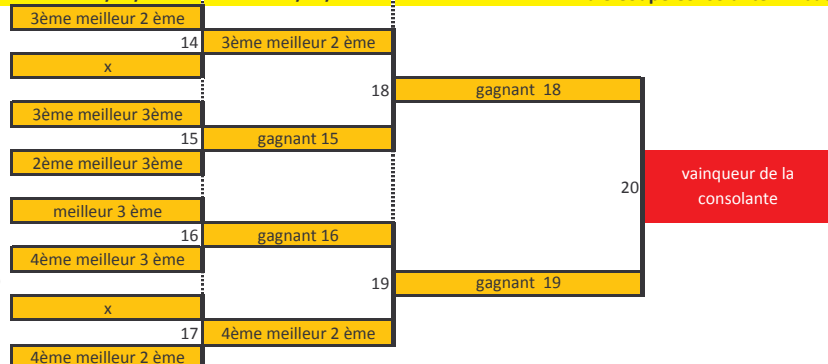 3ème meilleur 2 ème
14
3ème meilleur 2 ème
x
18
gagnant 18
3ème meilleur 3ème
15
gagnant 15
2ème meilleur 3ème
20
vainqueur de la
consolante
meilleur 3 ème
16
gagnant 16
4ème meilleur 3 ème
19
gagnant 19
x
17
4ème meilleur 2 ème
4ème meilleur 2 ème